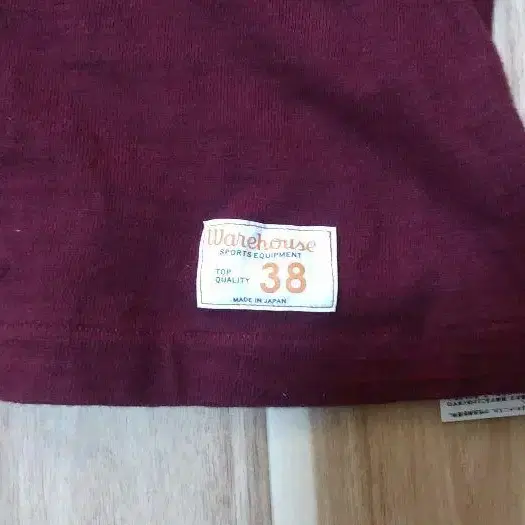 Warehouse
SPORTS EQUIPMENT
TOP
QUALITY
38
MADE IN JAPAN